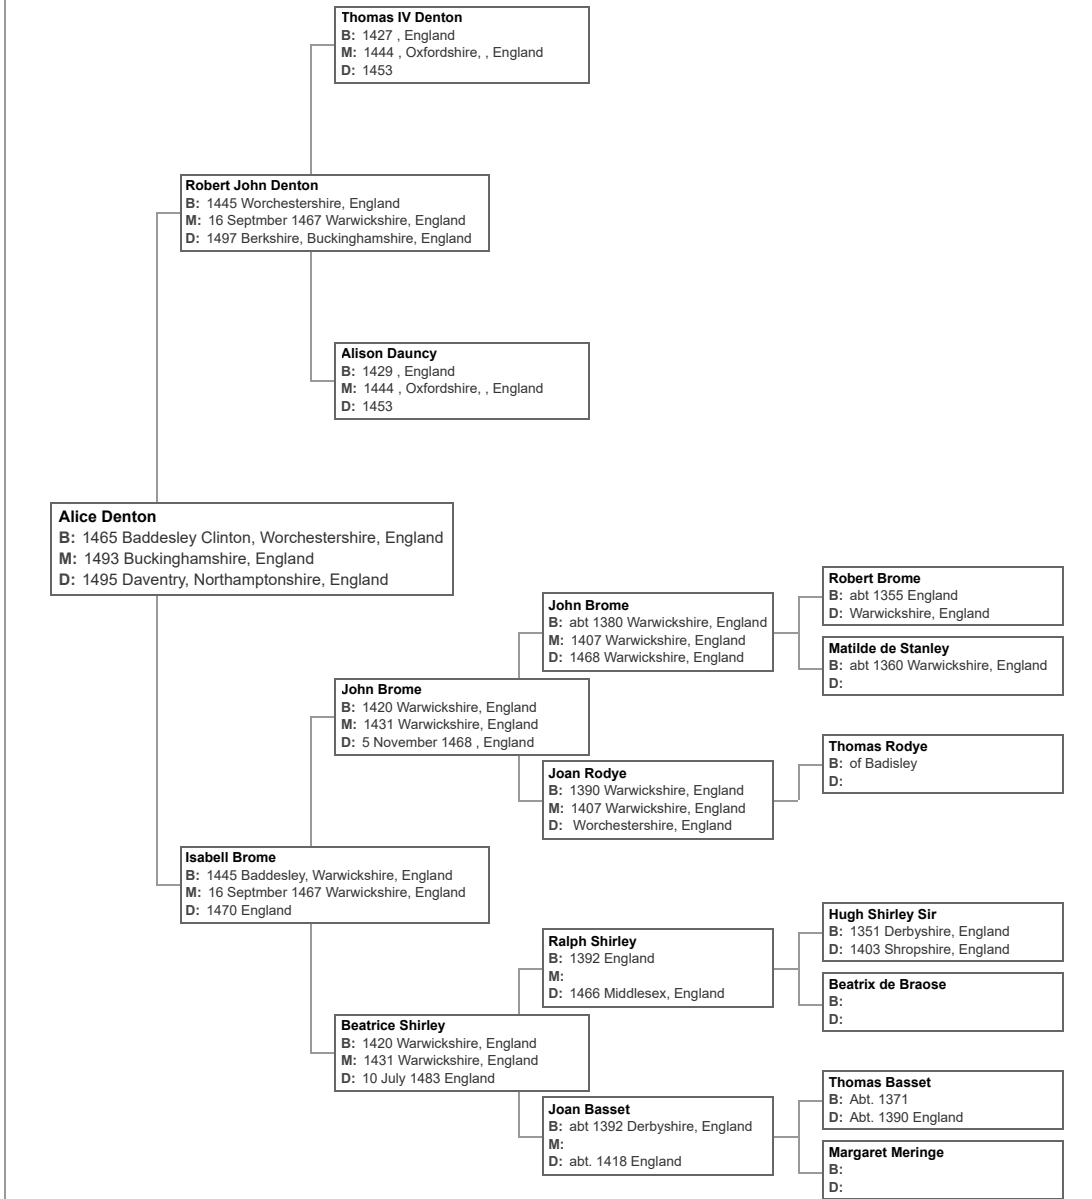 Thomas IV Denton
B: 1427 , England
M: 1444 , Oxfordshire, , England
D: 1453
Robert John Denton
B: 1445 Worchestershire, England
M: 16 Septmber 1467 Warwickshire, England
D: 1497 Berkshire, Buckinghamshire, England
Alison Dauncy
B: 1429 , England
M: 1444 , Oxfordshire, , England
D: 1453
Alice Denton
B: 1465 Baddesley Clinton, Worchestershire, England
M: 1493 Buckinghamshire, England
D: 1495 Daventry, Northamptonshire, England
Robert Brome
B: abt 1355 England
D: Warwickshire, England
John Brome
B: abt 1380 Warwickshire, England
M: 1407 Warwickshire, England
D: 1468 Warwickshire, England
Matilde de Stanley
B: abt 1360 Warwickshire, England
D:
John Brome
B: 1420 Warwickshire, England
M: 1431 Warwickshire, England
D: 5 November 1468 , England
Thomas Rodye
B: of Badisley
D:
Joan Rodye
B: 1390 Warwickshire, England
M: 1407 Warwickshire, England
D: Worchestershire, England
Isabell Brome
B: 1445 Baddesley, Warwickshire, England
M: 16 Septmber 1467 Warwickshire, England
D: 1470 England
Hugh Shirley Sir
B: 1351 Derbyshire, England
D: 1403 Shropshire, England
Ralph Shirley
B: 1392 England
M:
D: 1466 Middlesex, England
Beatrix de Braose
B:
D:
Beatrice Shirley
B: 1420 Warwickshire, England
M: 1431 Warwickshire, England
D: 10 July 1483 England
Thomas Basset
B: Abt. 1371
D: Abt. 1390 England
Joan Basset
B: abt 1392 Derbyshire, England
M:
D: abt. 1418 England
Margaret Meringe
B:
D: